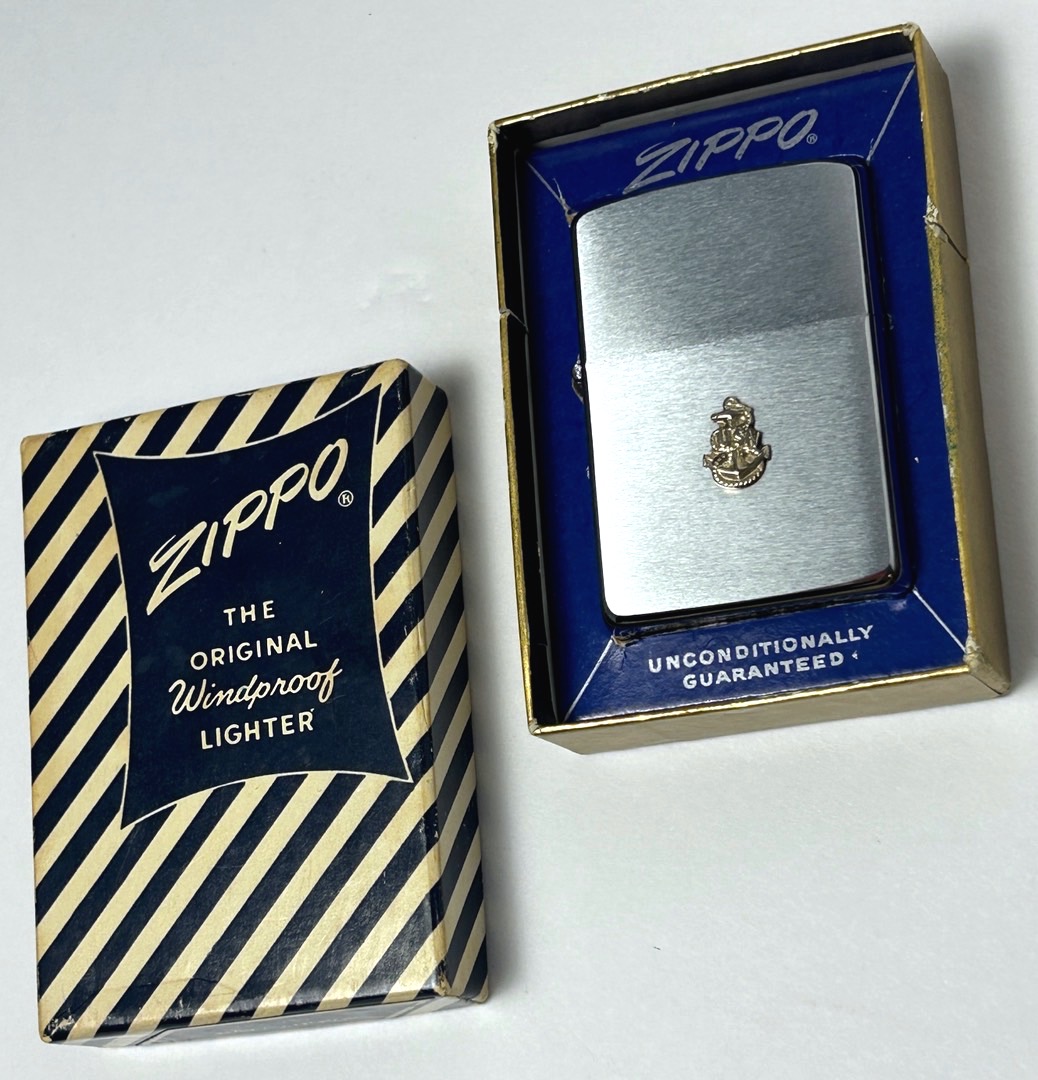 ZIPPO®
THE
ORIGINAL
Windproof
LIGHTER
ZIPPO®
UNCONDITIONALLY
GUARANTEED